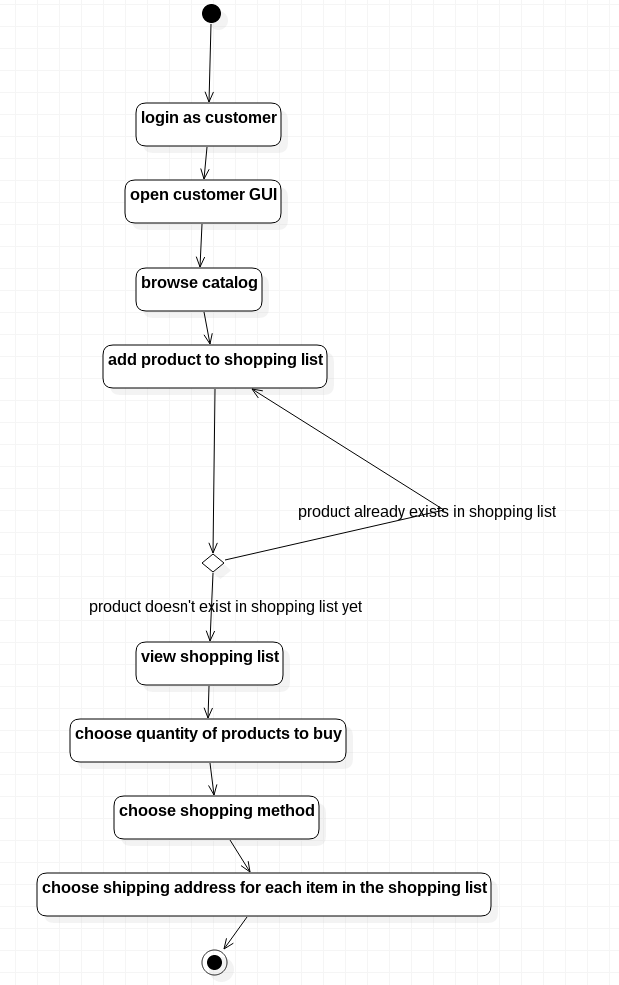 login as customer
open customer GUI
browse catalog
add product to shopping list
product already exists in shopping list
product doesn't exist in shopping list yet
view shopping list
choose quantity of products to buy
choose shopping method
choose shipping address for each item in the shopping list